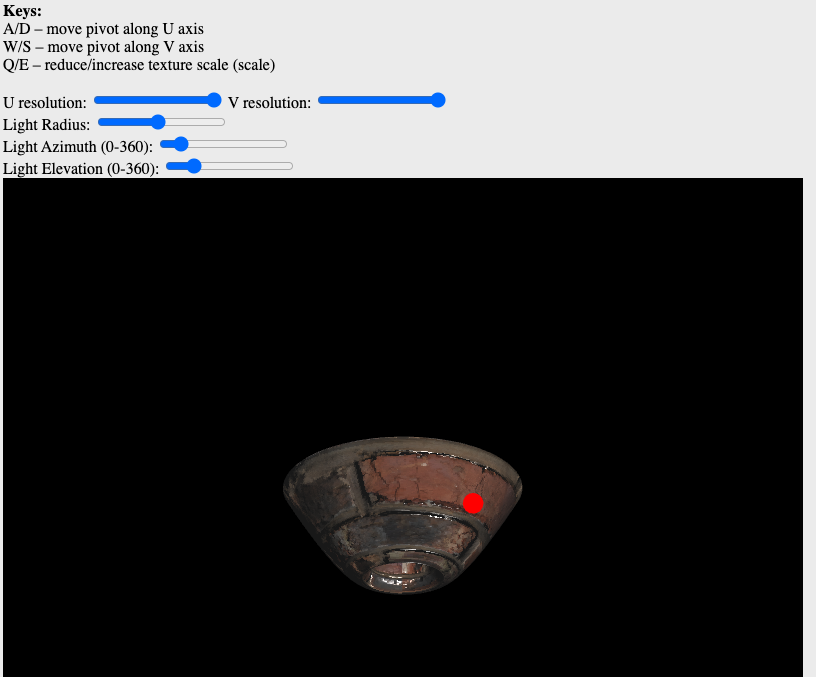 Keys:
A/D – move pivot along U axis
W/S – move pivot along V axis
Q/E – reduce/increase texture scale (scale)
U resolution: V resolution:
Light Radius:
Light Azimuth (0-360):
Light Elevation (0-360):